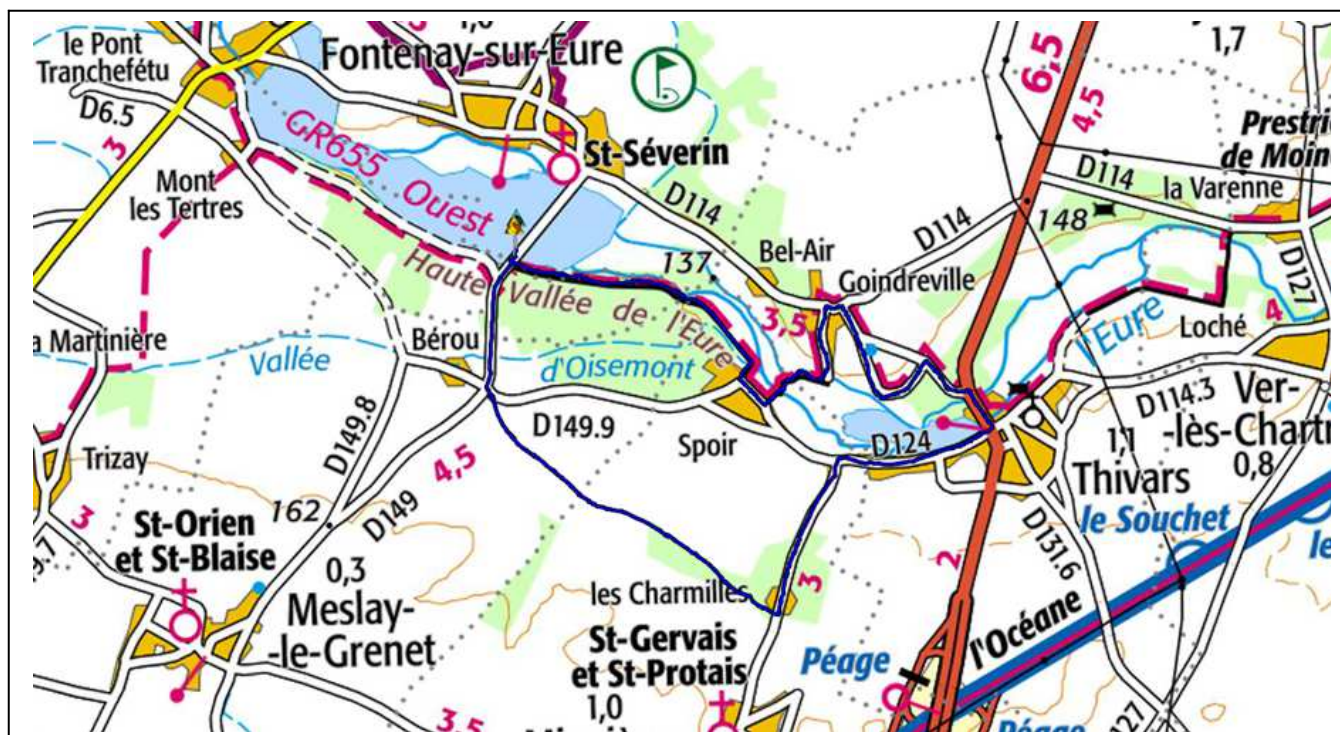 1,0
6,5
1,7
le Pont
Tranchefétu
Fontenay-sur-Eure
4,5
D6.5
3
GR655 Ouest
St-Séverin
D114
la Varenne
Mont
les Tertres
D114
D114
148
Bel-Air
137
Goindreville
D127
Haute Vallée de l'Eure
3,5
l'Eure
Loché
4
Martinière
Bérou
Vallée
d'Oisemont
D149.8
D149.9
Spoir
D124
D114.3
Ver-
-lès-Chartr
Trizay
4,5
1,1
0,8
Thivars
le Souchet
le
3
162
D149
St-Orien
et St-Blaise
D131.6
0,3
Meslay-
-le-Grenet
les Charmilles
3
2
St-Gervais
et St-Protais
1,0
Péage
l'Océane
3,5
Péage
127